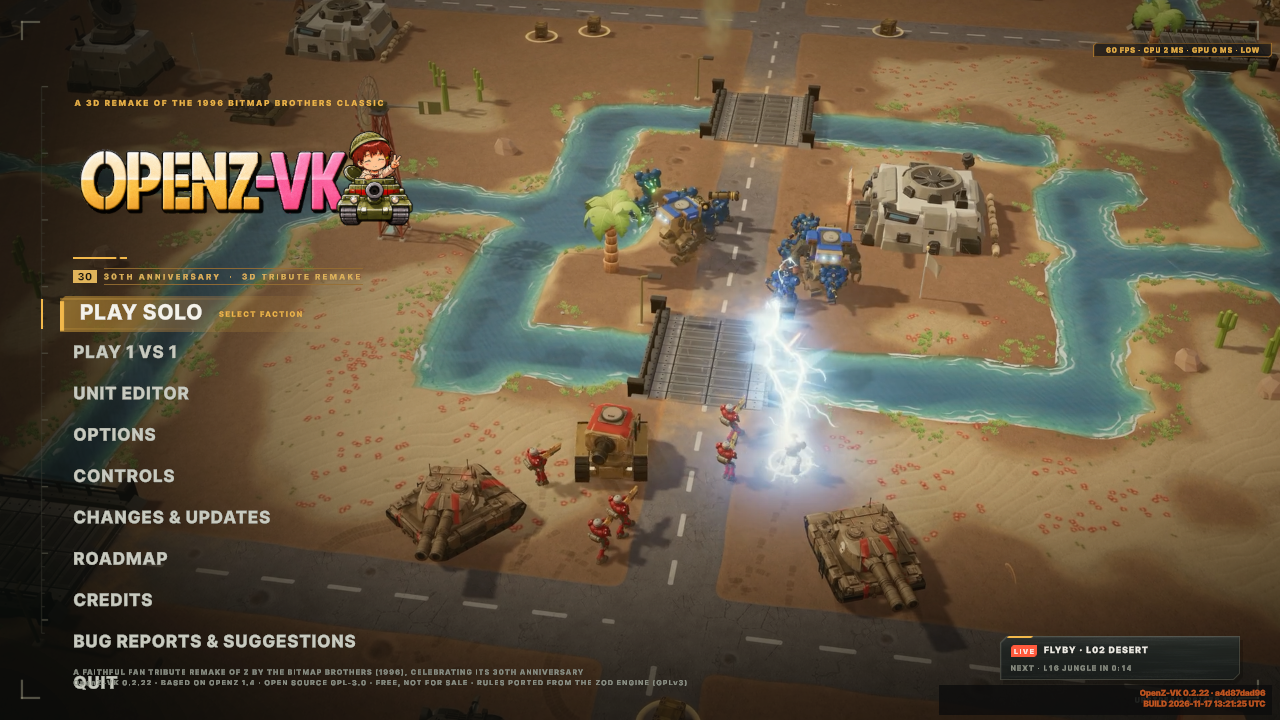 60 FPS · CPU 2 MS · GPU 0 MS · LOW
A 3D REMAKE OF THE 1996 BITMAP BROTHERS CLASSIC
OPENZ-VK
30 30TH ANNIVERSARY · 3D TRIBUTE REMAKE
PLAY SOLO SELECT FACTION
PLAY 1 VS 1
UNIT EDITOR
OPTIONS
CONTROLS
CHANGES & UPDATES
ROADMAP
CREDITS
BUG REPORTS & SUGGESTIONS
QUIT
A FAITHFUL FAN TRIBUTE REMAKE OF Z BY THE BITMAP BROTHERS (1996), CELEBRATING ITS 30TH ANNIVERSARY
0.2.22 · BASED ON OPENZ 1.4 · OPEN SOURCE GPL-3.0 · FREE, NOT FOR SALE · RULES PORTED FROM THE ZOD ENGINE (GPLV3)
LIVE FLYBY · L02 DESERT
NEXT · L16 JUNGLE IN 0:14
OpenZ-VK 0.2.22 · a4d87dad96
BUILD 2026-11-17 13:21:25 UTC